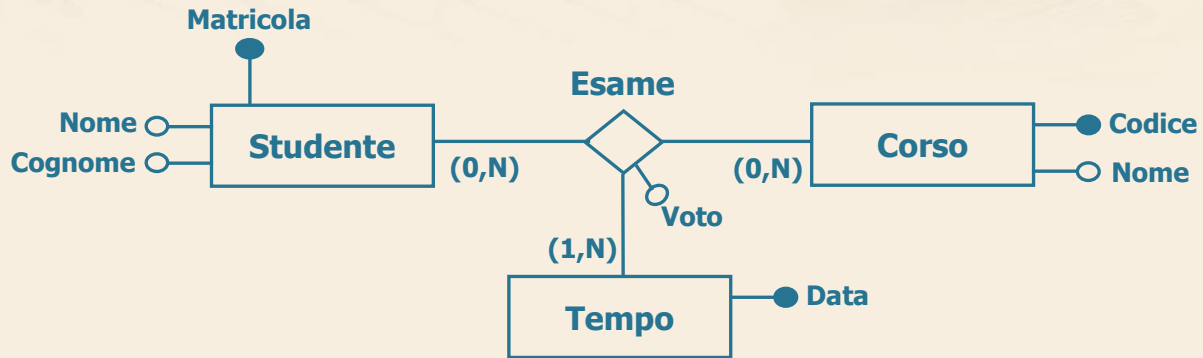 Matricola
Esame
Nome
Cognome
Studente
(0,N)
(0,N)
Corso
Codice
Nome
Voto
(1,N)
Tempo
Data